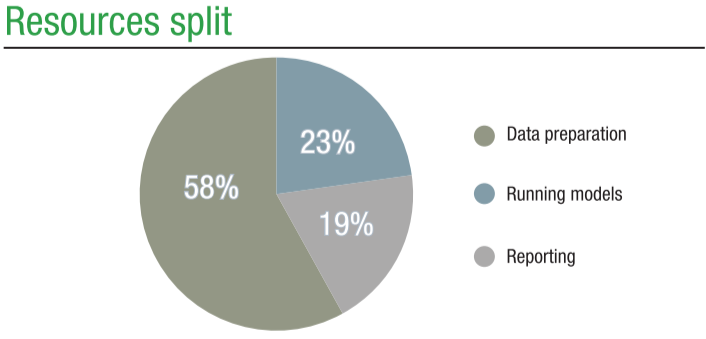 Resources split
23%
58%
19%
Data preparation
Running models
Reporting